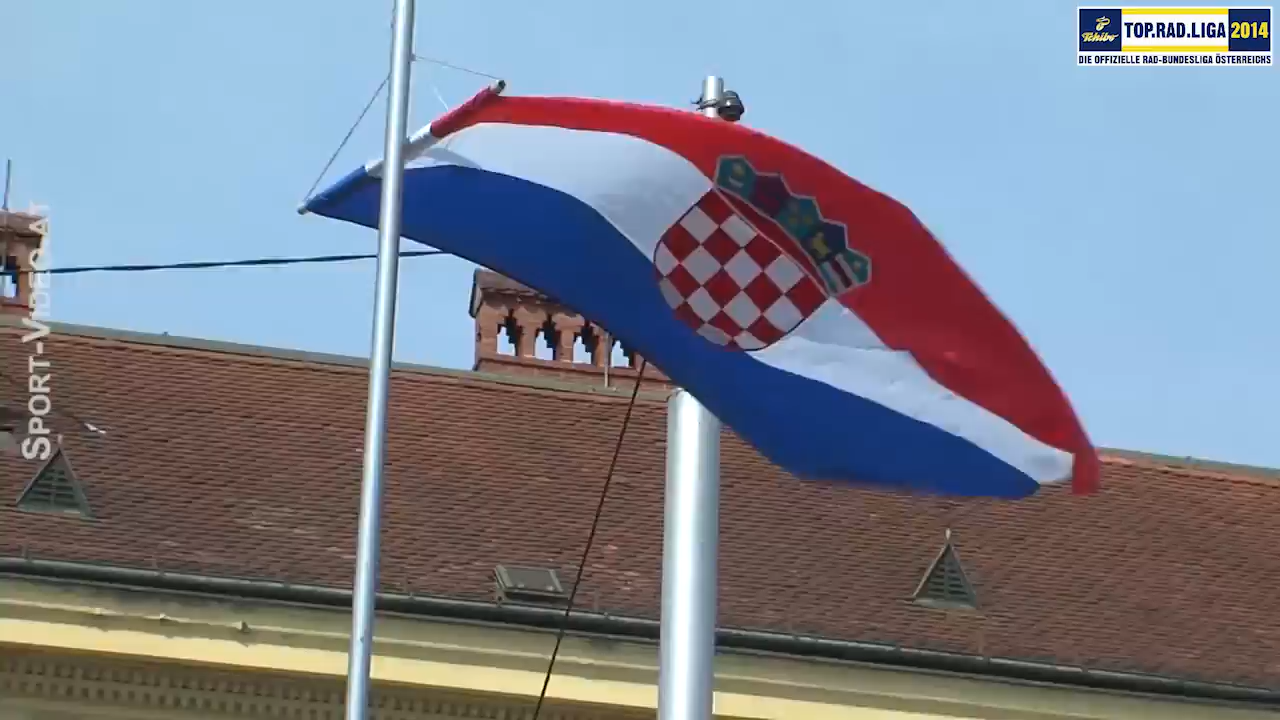 Tchibo
TOP.RAD.LIGA 2014
DIE OFFIZIELLE RAD-BUNDESLIGA ÖSTERREICHS
SPORT-VIDEO.AT